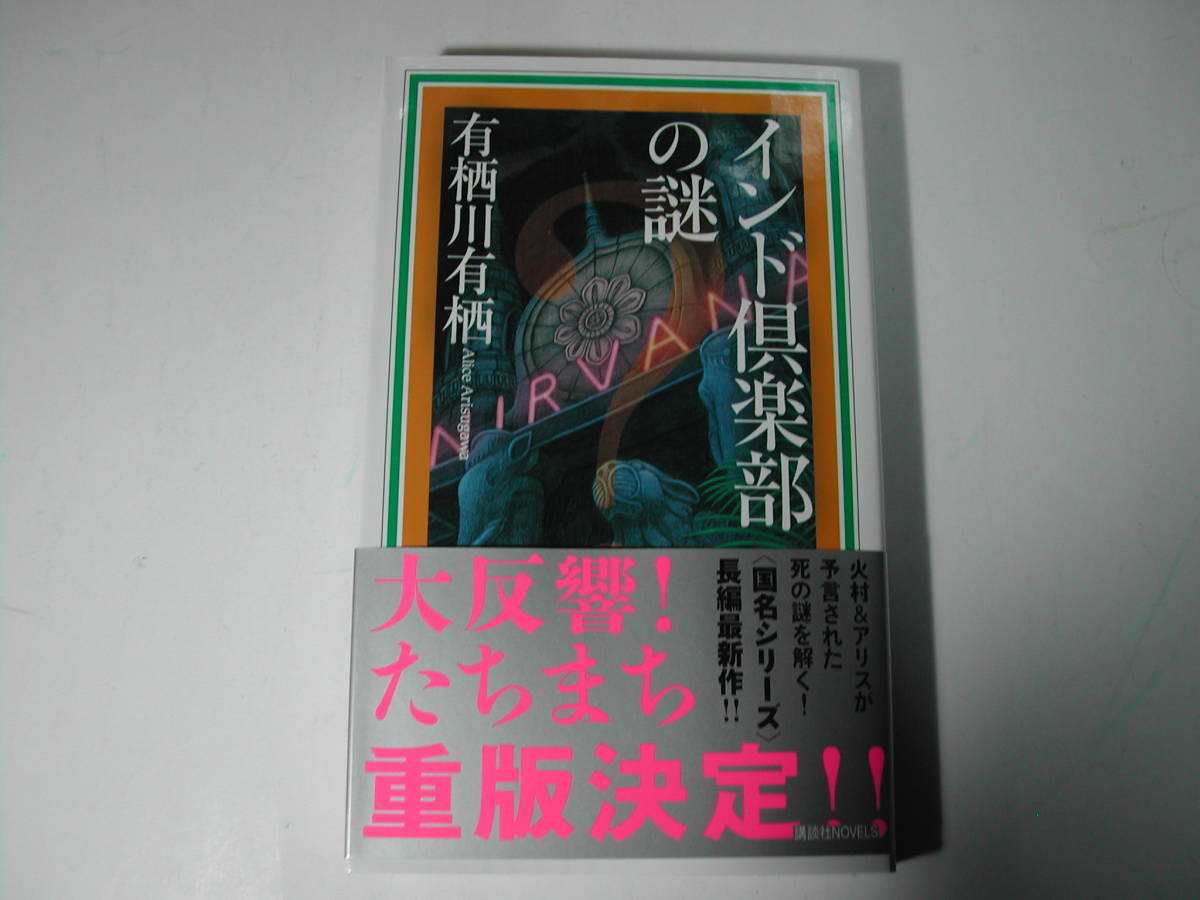 インド倶楽部
の謎
有栖川有栖
Alice Arisugawa
NIRVANA
火村&アリスが
予言された
死の謎を解く!
〈国名シリーズ〉
長編最新作!!
大反響!
たちまち
重版決定!!
講談社NOVELS